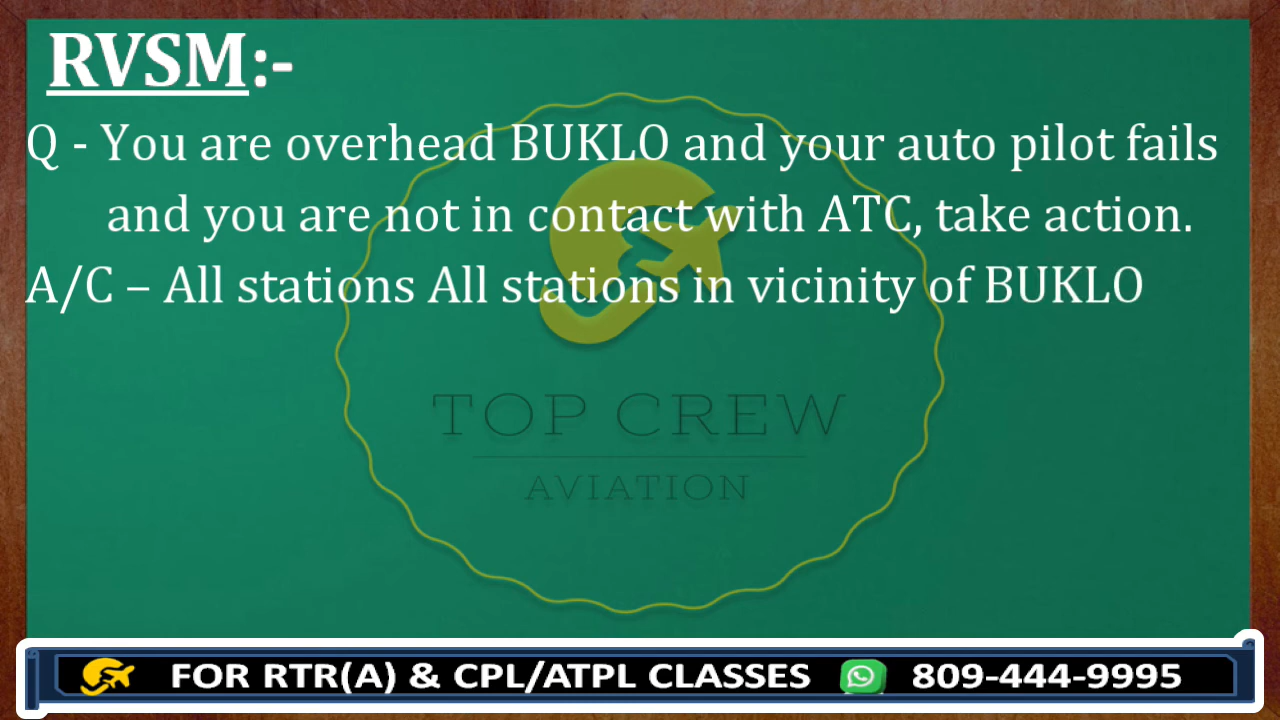 RVSM:-
Q - You are overhead BUKLO and your auto pilot fails
and you are not in contact with ATC, take action.
A/C – All stations All stations in vicinity of BUKLO
TOP CREW
AVIATION
FOR RTR(A) & CPL/ATPL CLASSES 809-444-9995